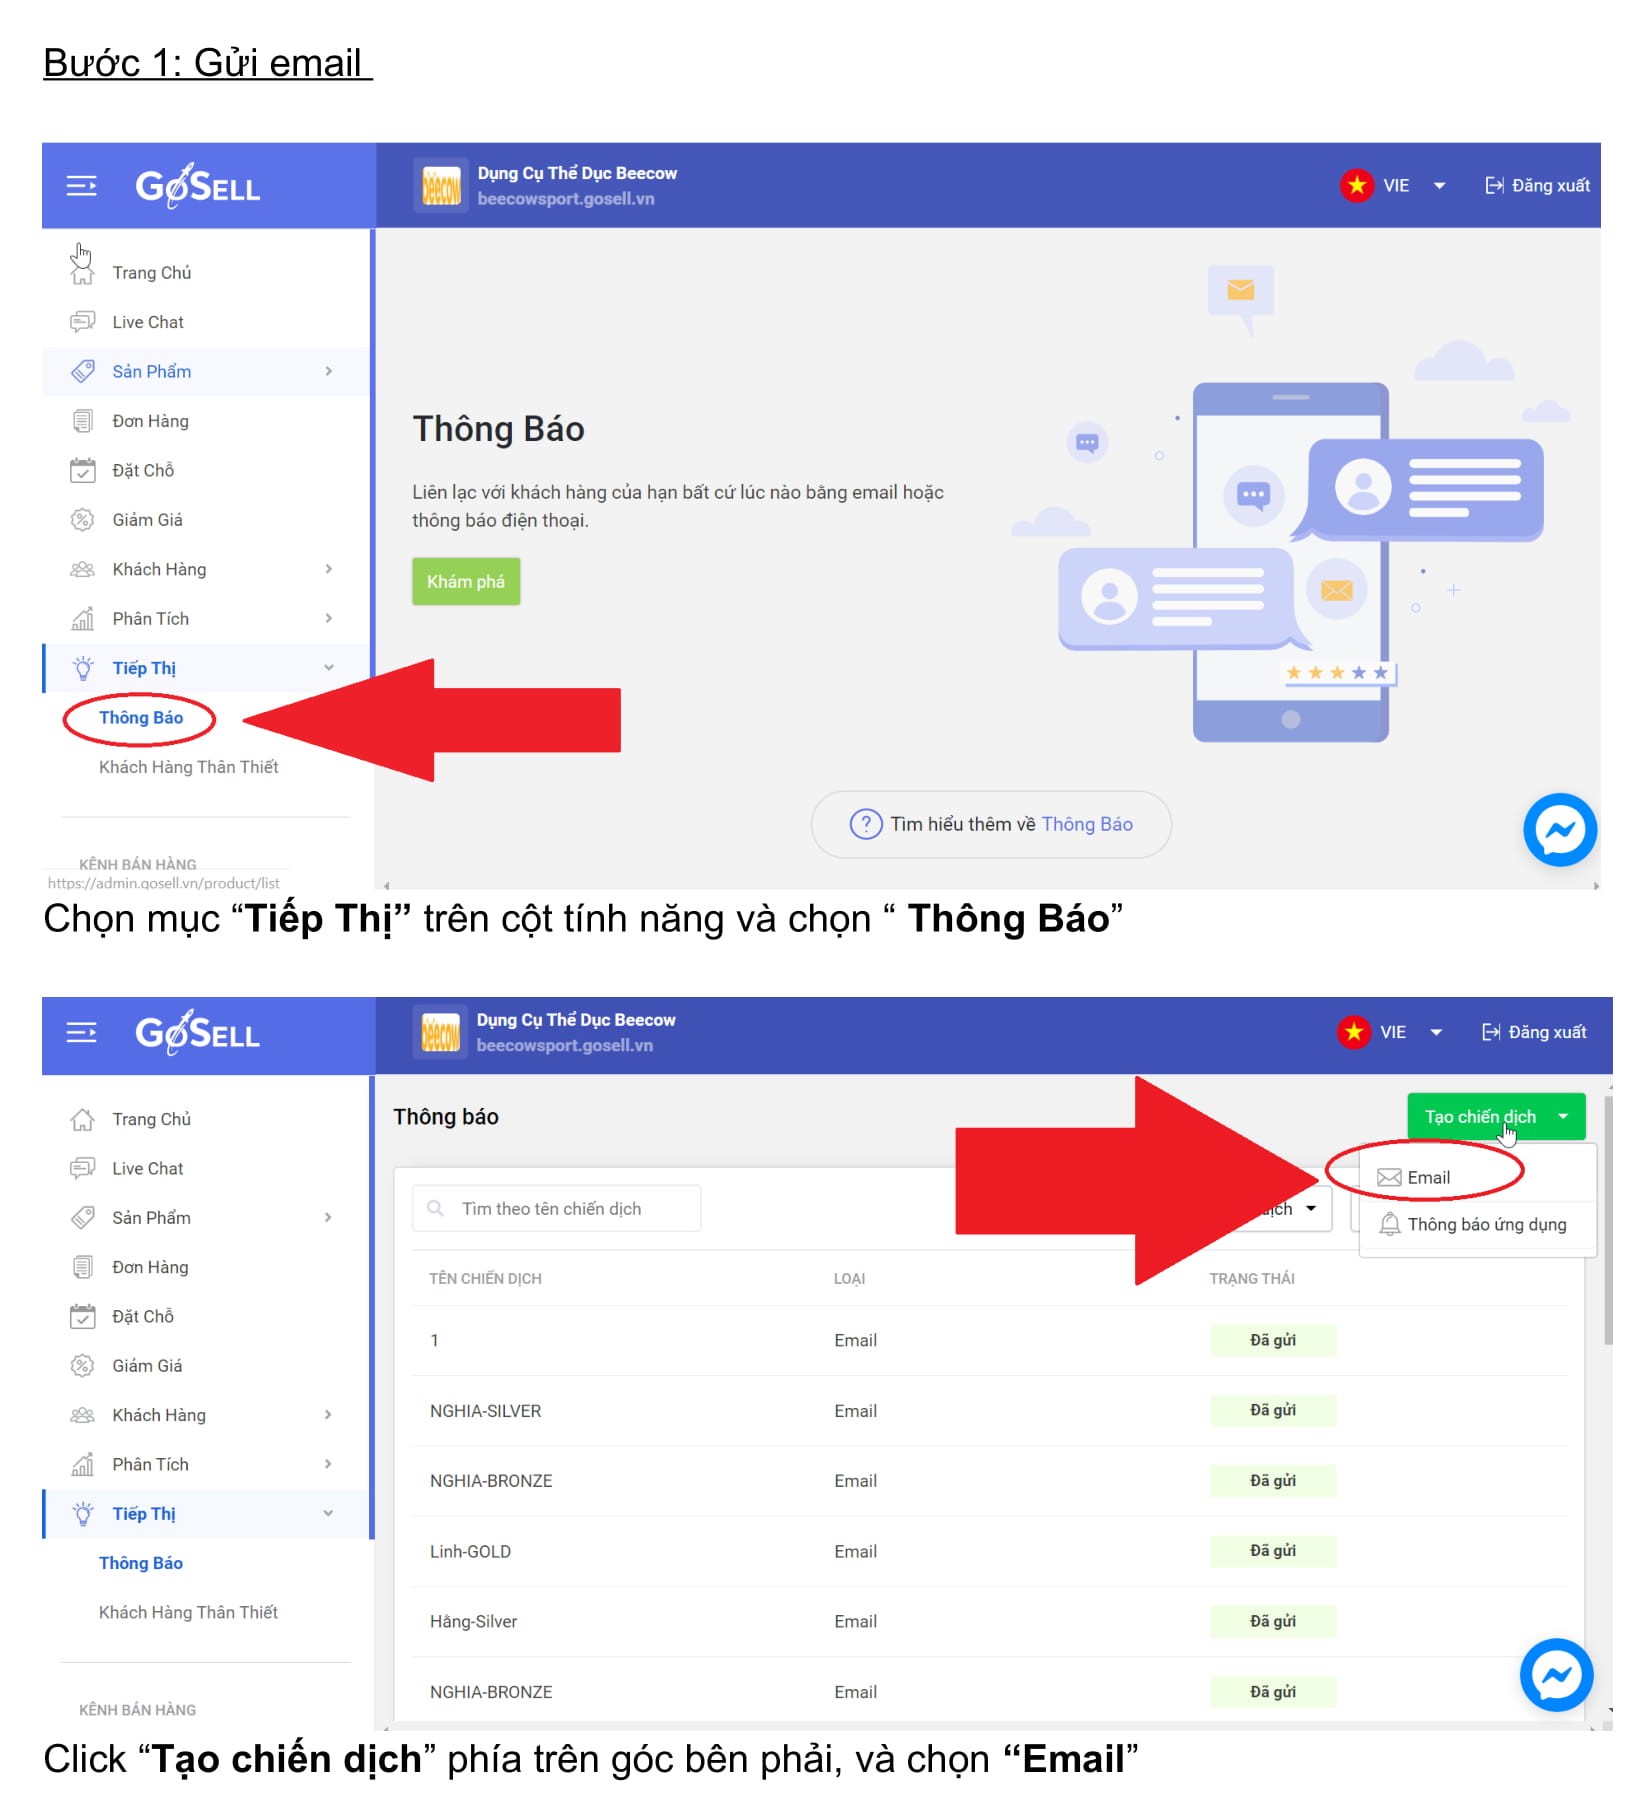 Bước 1: Gửi email
GoSELL
beecow
Dụng Cụ Thể Dục Beecow
beecowsport.gosell.vn
VIE
Đăng xuất
Trang Chủ
Live Chat
Sản Phẩm
Đơn Hàng
Đặt Chỗ
Giảm Giá
Khách Hàng
Phân Tích
Tiếp Thị
Thông Báo
Khách Hàng Thân Thiết
KÊNH BÁN HÀNG
https://admin.gosell.vn/product/list
Thông Báo
Liên lạc với khách hàng của hạn bất cứ lúc nào bằng email hoặc
thông báo điện thoại.
Khám phá
Tìm hiểu thêm về Thông Báo
Chọn mục “Tiếp Thị” trên cột tính năng và chọn “ Thông Báo”
GoSELL
beecow
Dụng Cụ Thể Dục Beecow
beecowsport.gosell.vn
VIE
Đăng xuất
Trang Chủ
Live Chat
Sản Phẩm
Đơn Hàng
Đặt Chỗ
Giảm Giá
Khách Hàng
Phân Tích
Tiếp Thị
Thông Báo
Khách Hàng Thân Thiết
KÊNH BÁN HÀNG
Thông báo
Tạo chiến dịch
Email
Thông báo ứng dụng
Tìm theo tên chiến dịch
TÊN CHIẾN DỊCH LOẠI TRẠNG THÁI
1 Email Đã gửi
NGHIA-SILVER Email Đã gửi
NGHIA-BRONZE Email Đã gửi
Linh-GOLD Email Đã gửi
Hằng-Silver Email Đã gửi
NGHIA-BRONZE Email Đã gửi
Click “Tạo chiến dịch” phía trên góc bên phải, và chọn “Email”